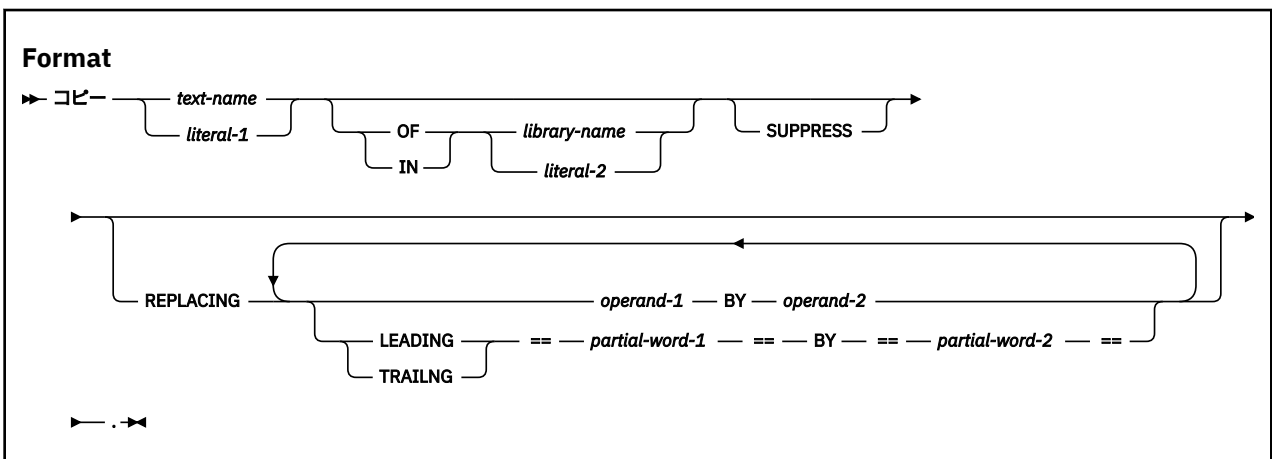 Format
コピー text-name
literal-1
OF library-name
IN literal-2
SUPPRESS
REPLACING operand-1 BY operand-2
LEADING == partial-word-1 == BY == partial-word-2 ==
TRAILNG
.